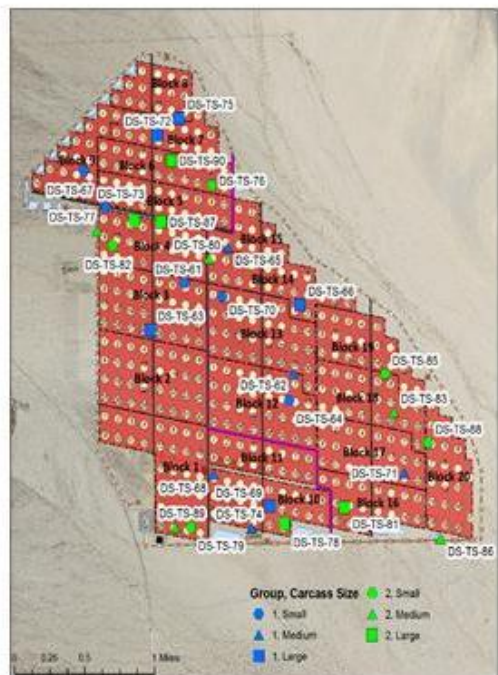 Block 8
DS-TS-75
DS-TS-72
Block 7
DS-TS-90
Block 6
DS-TS-76
DS-TS-67
DS-TS-73
Block 5
DS-TS-77
DS-TS-87
Block 4
DS-TS-80
Block 15
DS-TS-65
DS-TS-82
DS-TS-61
Block 14
DS-TS-66
Block 3
DS-TS-70
DS-TS-63
Block 13
Block 19
DS-TS-85
Block 2
DS-TS-62
Block 12
Block 18
DS-TS-83
DS-TS-64
DS-TS-88
Block 11
Block 17
Block 1
DS-TS-71
Block 20
DS-TS-68
DS-TS-69
Block 10
Block 16
DS-TS-89
DS-TS-74
DS-TS-81
DS-TS-79
DS-TS-78
DS-TS-86
Group, Carcass Size
1. Small
1. Medium
1. Large
2. Small
2. Medium
2. Large
0 0.25 0.5 1 Miles